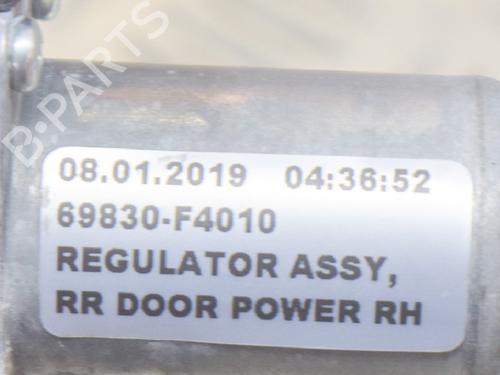 B-PARTS
08.01.2019 04:36:52
69830-F4010
REGULATOR ASSY,
RR DOOR POWER RH